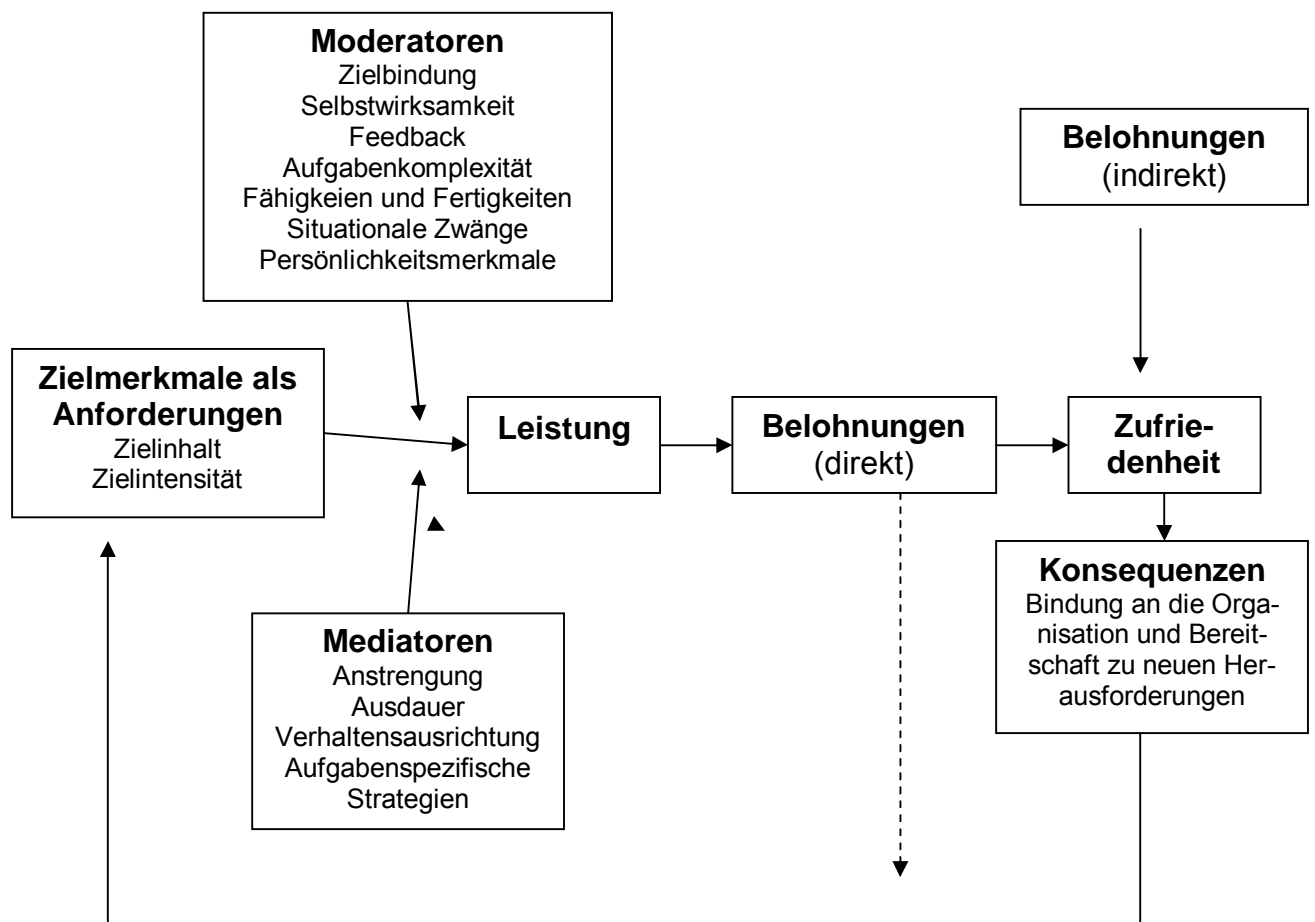 Moderatoren
Zielbindung
Selbstwirksamkeit
Feedback
Aufgabenkomplexität
Fähigkeien und Fertigkeiten
Situationale Zwänge
Persönlichkeitsmerkmale
Belohnungen
(indirekt)
Zielmerkmale als
Anforderungen
Zielinhalt
Zielintensität
Leistung
Belohnungen
(direkt)
Zufrie-
denheit
Konsequenzen
Bindung an die Orga-
nisation und Bereit-
schaft zu neuen Her-
ausforderungen
Mediatoren
Anstrengung
Ausdauer
Verhaltensausrichtung
Aufgabenspezifische
Strategien